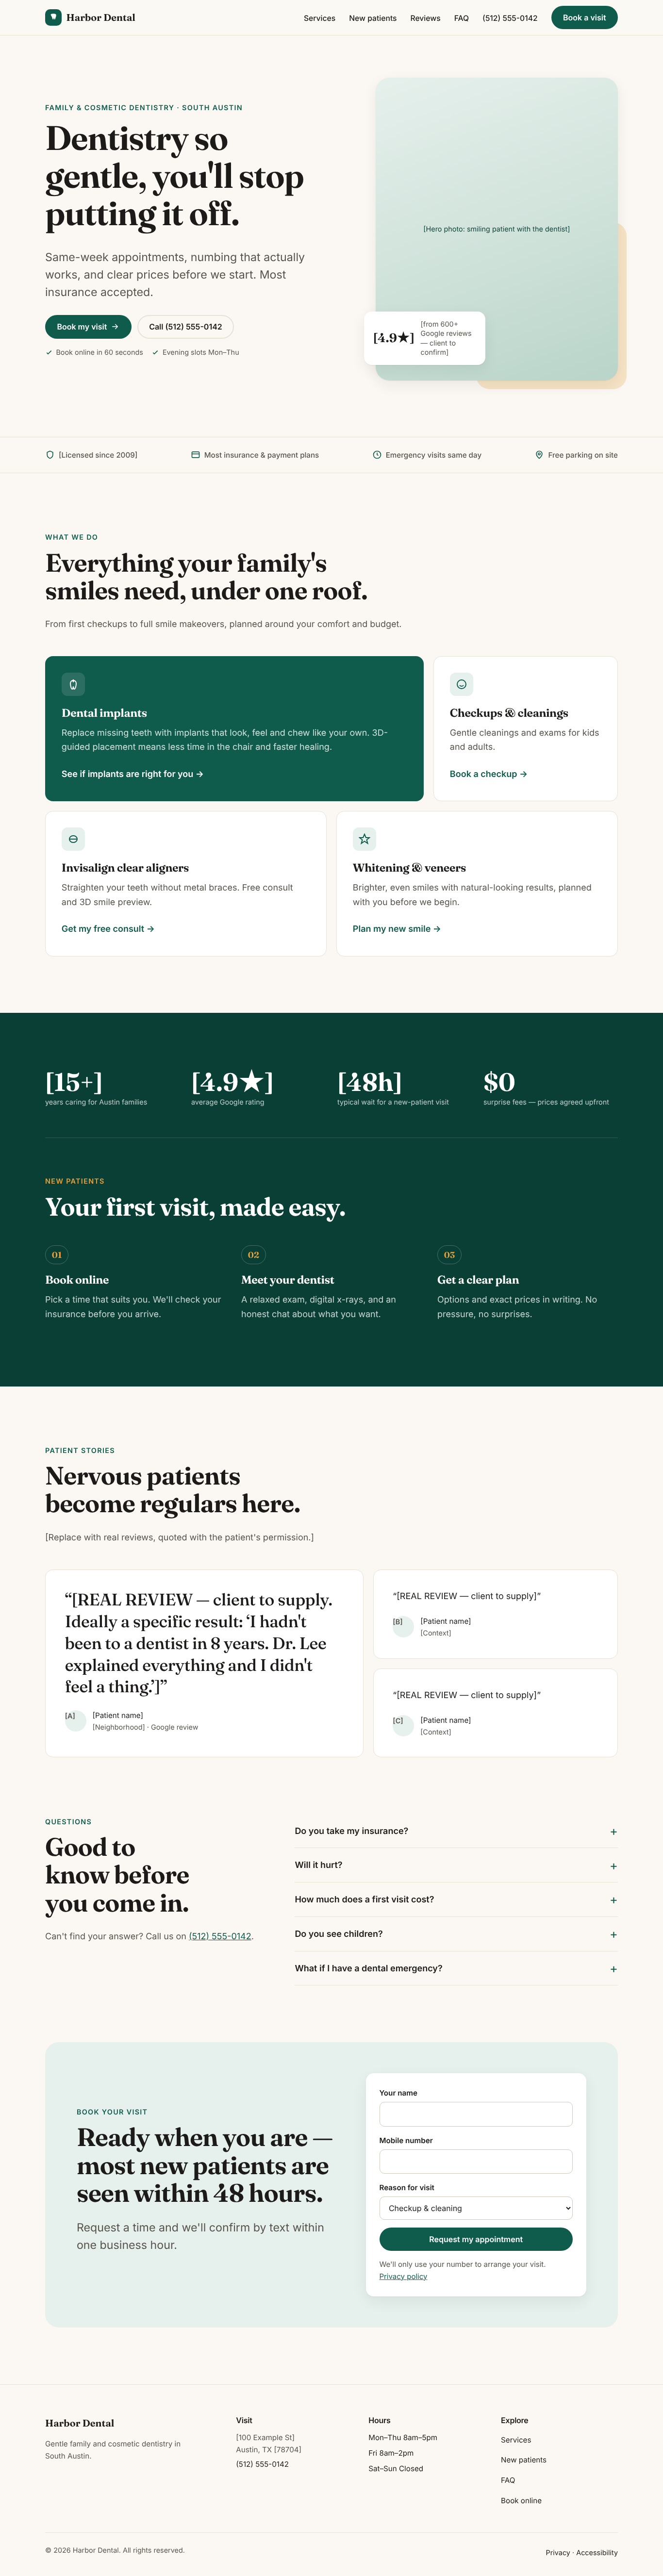 Harbor Dental
Services
New patients
Reviews
FAQ
(512) 555-0142
Book a visit
FAMILY & COSMETIC DENTISTRY · SOUTH AUSTIN
Dentistry so
gentle, you'll stop
putting it off.
Same-week appointments, numbing that actually
works, and clear prices before we start. Most
insurance accepted.
Book my visit →
Call (512) 555-0142
Book online in 60 seconds
Evening slots Mon–Thu
[Hero photo: smiling patient with the dentist]
[4.9★]
[from 600+
Google reviews
— client to
confirm]
[Licensed since 2009]
Most insurance & payment plans
Emergency visits same day
Free parking on site
WHAT WE DO
Everything your family's
smiles need, under one roof.
From first checkups to full smile makeovers, planned around your comfort and budget.
Dental implants
Replace missing teeth with implants that look, feel and chew like your own. 3D-
guided placement means less time in the chair and faster healing.
See if implants are right for you →
Checkups & cleanings
Gentle cleanings and exams for kids
and adults.
Book a checkup →
Invisalign clear aligners
Straighten your teeth without metal braces. Free consult
and 3D smile preview.
Get my free consult →
Whitening & veneers
Brighter, even smiles with natural-looking results, planned
with you before we begin.
Plan my new smile →
[15+]
years caring for Austin families
[4.9★]
average Google rating
[48h]
typical wait for a new-patient visit
$0
surprise fees — prices agreed upfront
NEW PATIENTS
Your first visit, made easy.
01
Book online
Pick a time that suits you. We'll check your
insurance before you arrive.
02
Meet your dentist
A relaxed exam, digital x-rays, and an
honest chat about what you want.
03
Get a clear plan
Options and exact prices in writing. No
pressure, no surprises.
PATIENT STORIES
Nervous patients
become regulars here.
[Replace with real reviews, quoted with the patient's permission.]
“[REAL REVIEW — client to supply.
Ideally a specific result: ‘I hadn't
been to a dentist in 8 years. Dr. Lee
explained everything and I didn't
feel a thing.’]”
[A]
[Patient name]
[Neighborhood] · Google review
“[REAL REVIEW — client to supply]”
[B]
[Patient name]
[Context]
“[REAL REVIEW — client to supply]”
[C]
[Patient name]
[Context]
QUESTIONS
Good to
know before
you come in.
Can't find your answer? Call us on (512) 555-0142.
Do you take my insurance? +
Will it hurt? +
How much does a first visit cost? +
Do you see children? +
What if I have a dental emergency? +
BOOK YOUR VISIT
Ready when you are —
most new patients are
seen within 48 hours.
Request a time and we'll confirm by text within
one business hour.
Your name
Mobile number
Reason for visit
Checkup & cleaning
Request my appointment
We'll only use your number to arrange your visit.
Privacy policy
Harbor Dental
Gentle family and cosmetic dentistry in
South Austin.
Visit
[100 Example St]
Austin, TX [78704]
(512) 555-0142
Hours
Mon–Thu 8am–5pm
Fri 8am–2pm
Sat–Sun Closed
Explore
Services
New patients
FAQ
Book online
© 2026 Harbor Dental. All rights reserved.
Privacy · Accessibility